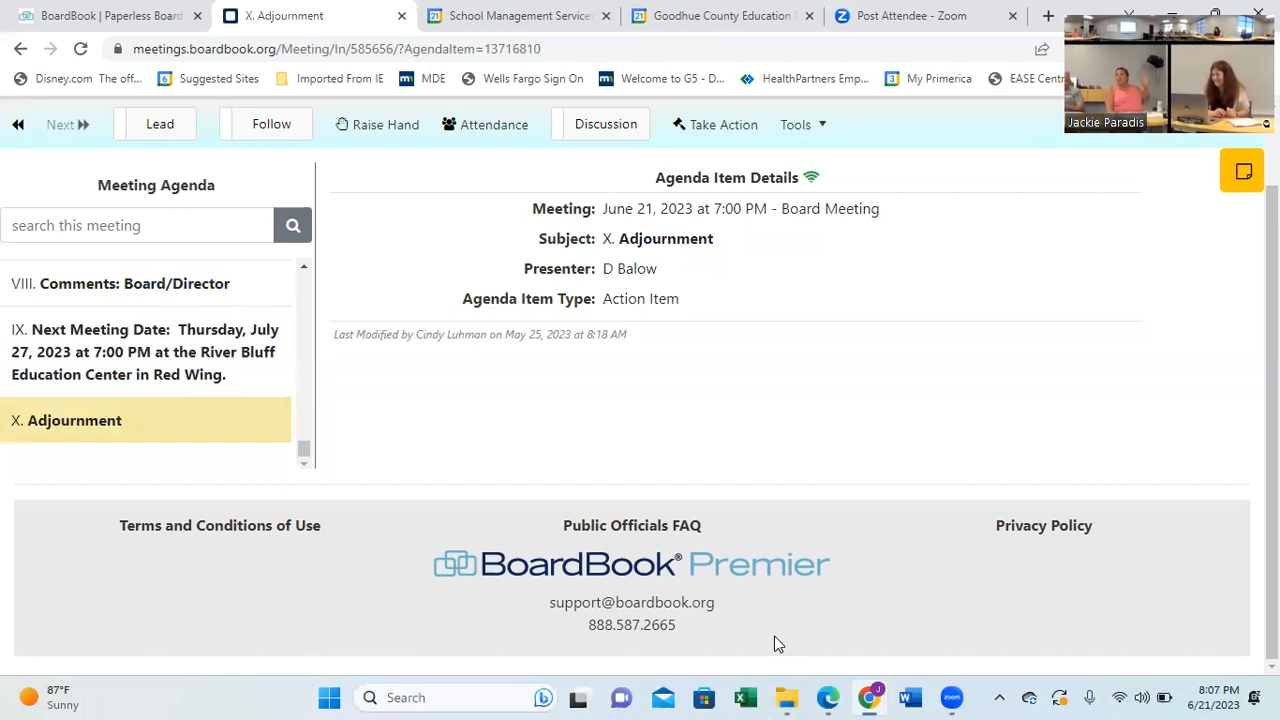 BoardBook | Paperless Board
X. Adjournment
School Management Services
Goodhue County Education
Post Attendee - Zoom
meetings.boardbook.org/Meeting/In/585656/?AgendaItem=13716810
Disney.com The off...
Suggested Sites
Imported From IE
MDE
Wells Fargo Sign On
Welcome to G5 - D...
HealthPartners Emp...
My Primerica
EASE Cent
Next
Lead
Follow
Raise Hand
Attendance
Discussion
Take Action
Tools
Jackie Paradis
Meeting Agenda
search this meeting
VIII. Comments: Board/Director
IX. Next Meeting Date: Thursday, July
27, 2023 at 7:00 PM at the River Bluff
Education Center in Red Wing.
X. Adjournment
Agenda Item Details
Meeting: June 21, 2023 at 7:00 PM - Board Meeting
Subject: X. Adjournment
Presenter: D Balow
Agenda Item Type: Action Item
Last Modified by Cindy Luhman on May 25, 2023 at 8:18 AM
Terms and Conditions of Use
Public Officials FAQ
Privacy Policy
BoardBook® Premier
support@boardbook.org
888.587.2665
87°F
Sunny
Search
8:07 PM
6/21/2023